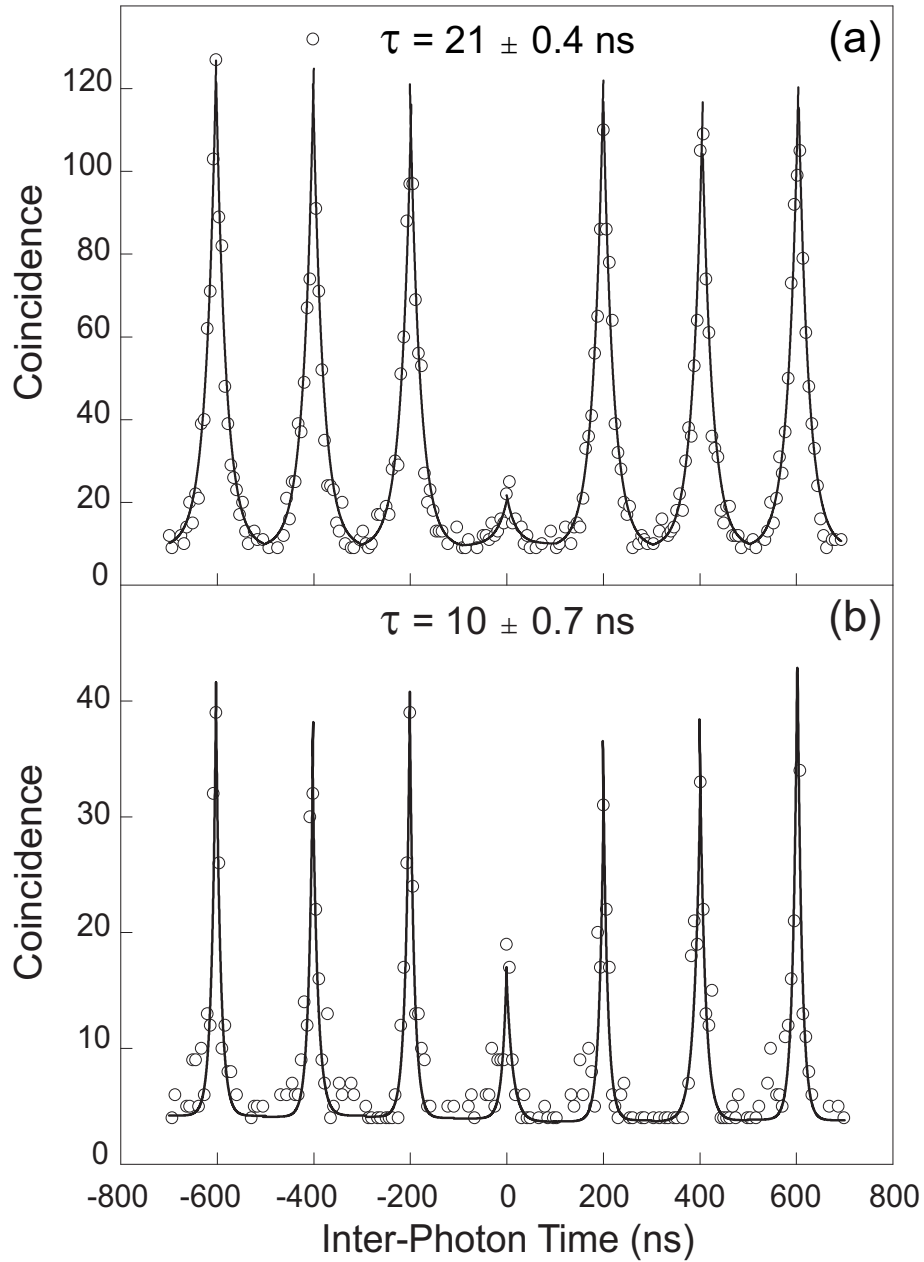 τ = 21 ± 0.4 ns
(a)
120
100
80
60
40
20
0
Coincidence
τ = 10 ± 0.7 ns
(b)
40
30
20
10
0
Coincidence
-800 -600 -400 -200 0 200 400 600 800
Inter-Photon Time (ns)